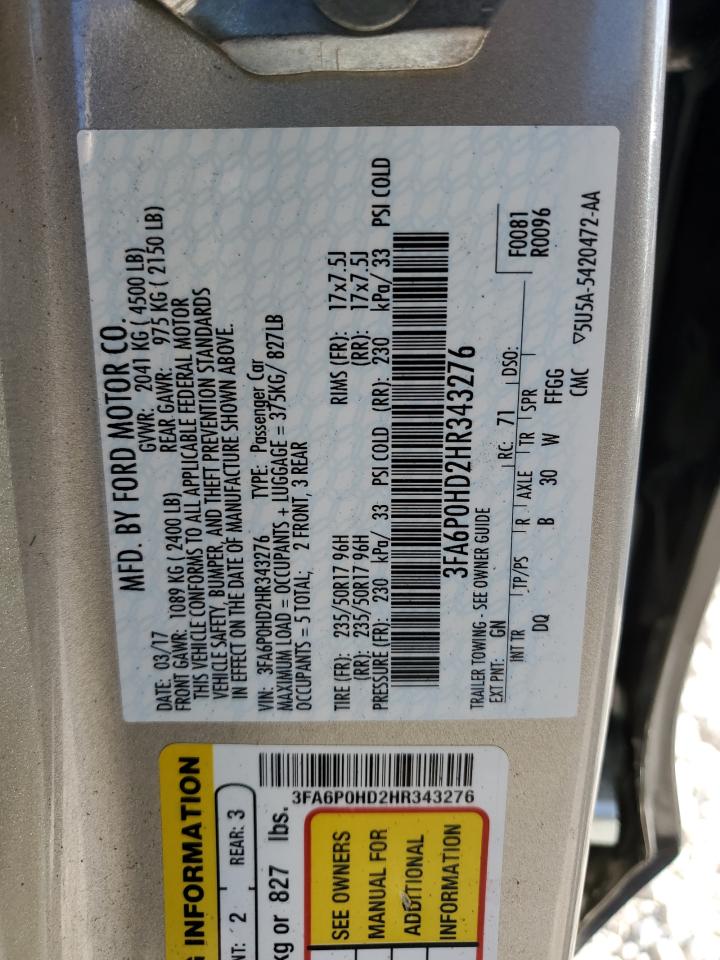 MFD. BY FORD MOTOR CO.
DATE: 03/17 GVWR: 2041 KG ( 4500 LB)
FRONT GAWR: 1089 KG ( 2400 LB) REAR GAWR: 975 KG ( 2150 LB)
THIS VEHICLE CONFORMS TO ALL APPLICABLE FEDERAL MOTOR
VEHICLE SAFETY, BUMPER, AND THEFT PREVENTION STANDARDS
IN EFFECT ON THE DATE OF MANUFACTURE SHOWN ABOVE.
VIN: 3FA6P0HD2HR343276 TYPE: Passenger Car
MAXIMUM LOAD = OCCUPANTS + LUGGAGE = 375KG/ 827LB
OCCUPANTS = 5 TOTAL: 2 FRONT, 3 REAR
TIRE (FR): 235/50R17 96H RIMS (FR): 17x7.5J
(RR): 235/50R17 96H (RR): 17x7.5J
PRESSURE (FR): 230 kPa/ 33 PSI COLD (RR): 230 kPa/ 33 PSI COLD
3FA6P0HD2HR343276
TRAILER TOWING - SEE OWNER GUIDE
F0081
R0096
EXT PNT: GN RC: 71 DSO:
INT TR TP/PS R AXLE TR SPR
DQ B 30 W FFGG
CMC ▽5U5A-5420472-AA
G INFORMATION
NT: 2 REAR: 3
kg or 827 lbs.
3FA6P0HD2HR343276
SEE OWNERS
MANUAL FOR
ADDITIONAL
INFORMATION